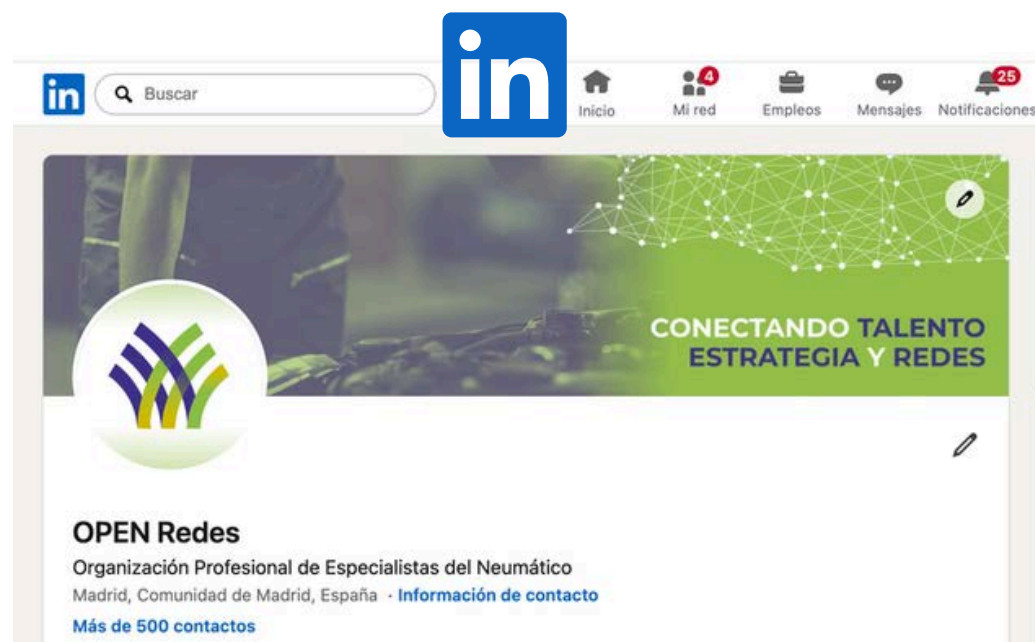 in
in
Buscar
Inicio
4
Mi red
Empleos
Mensajes
25
Notificaciones
CONECTANDO TALENTO
ESTRATEGIA Y REDES
OPEN Redes
Organización Profesional de Especialistas del Neumático
Madrid, Comunidad de Madrid, España · Información de contacto
Más de 500 contactos